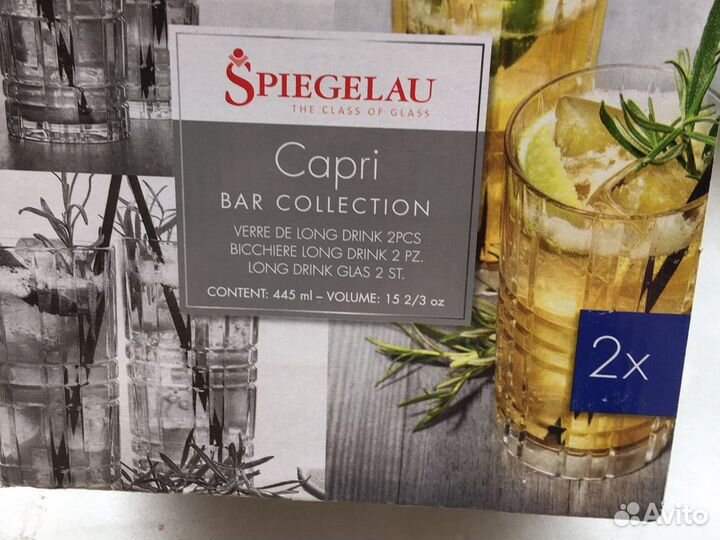 SPIEGELAU
THE CLASS OF GLASS
Capri
BAR COLLECTION
VERRE DE LONG DRINK 2PCS
BICCHIERE LONG DRINK 2 PZ.
LONG DRINK GLAS 2 ST.
CONTENT: 445 ml – VOLUME: 15 2/3 oz
2x
Avito